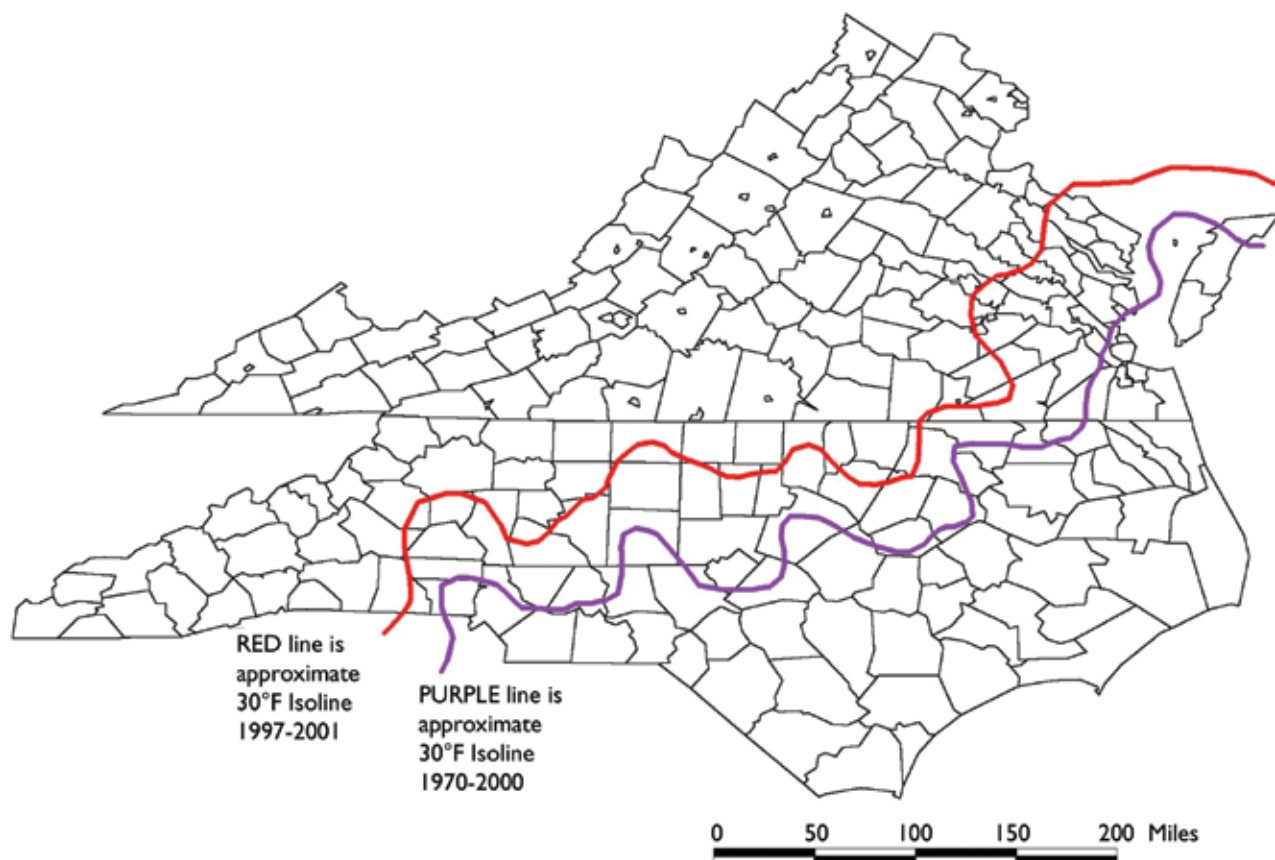 RED line is
approximate
30°F Isoline
1997-2001
PURPLE line is
approximate
30°F Isoline
1970-2000
0 50 100 150 200 Miles